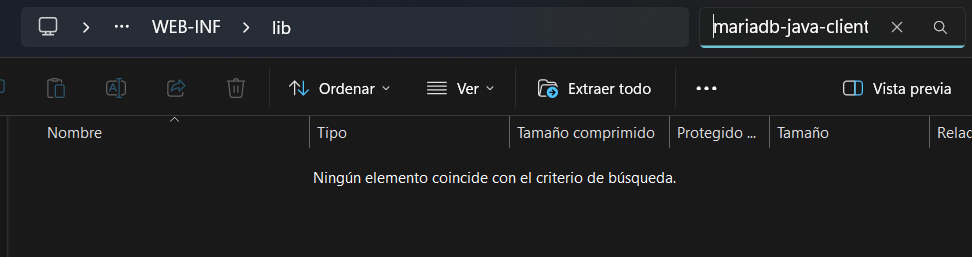 WEB-INF lib mariadb-java-client
Ordenar Ver Extraer todo Vista previa
Nombre Tipo Tamaño comprimido Protegido ... Tamaño Relac
Ningún elemento coincide con el criterio de búsqueda.